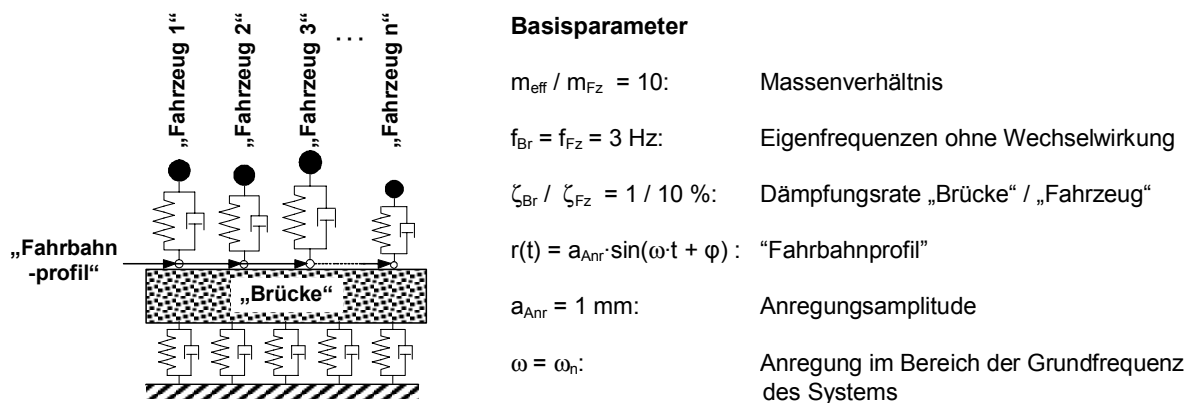 „Fahrzeug 1“
„Fahrzeug 2“
„Fahrzeug 3“
. . .
„Fahrzeug n“
„Fahrbahn
-profil“
„Brücke“
Basisparameter
m_eff / m_Fz = 10: Massenverhältnis
f_Br = f_Fz = 3 Hz: Eigenfrequenzen ohne Wechselwirkung
ζ_Br / ζ_Fz = 1 / 10 %: Dämpfungsrate „Brücke“ / „Fahrzeug“
r(t) = a_Anr·sin(ω·t + φ) : “Fahrbahnprofil”
a_Anr = 1 mm: Anregungsamplitude
ω = ω_n: Anregung im Bereich der Grundfrequenz
des Systems